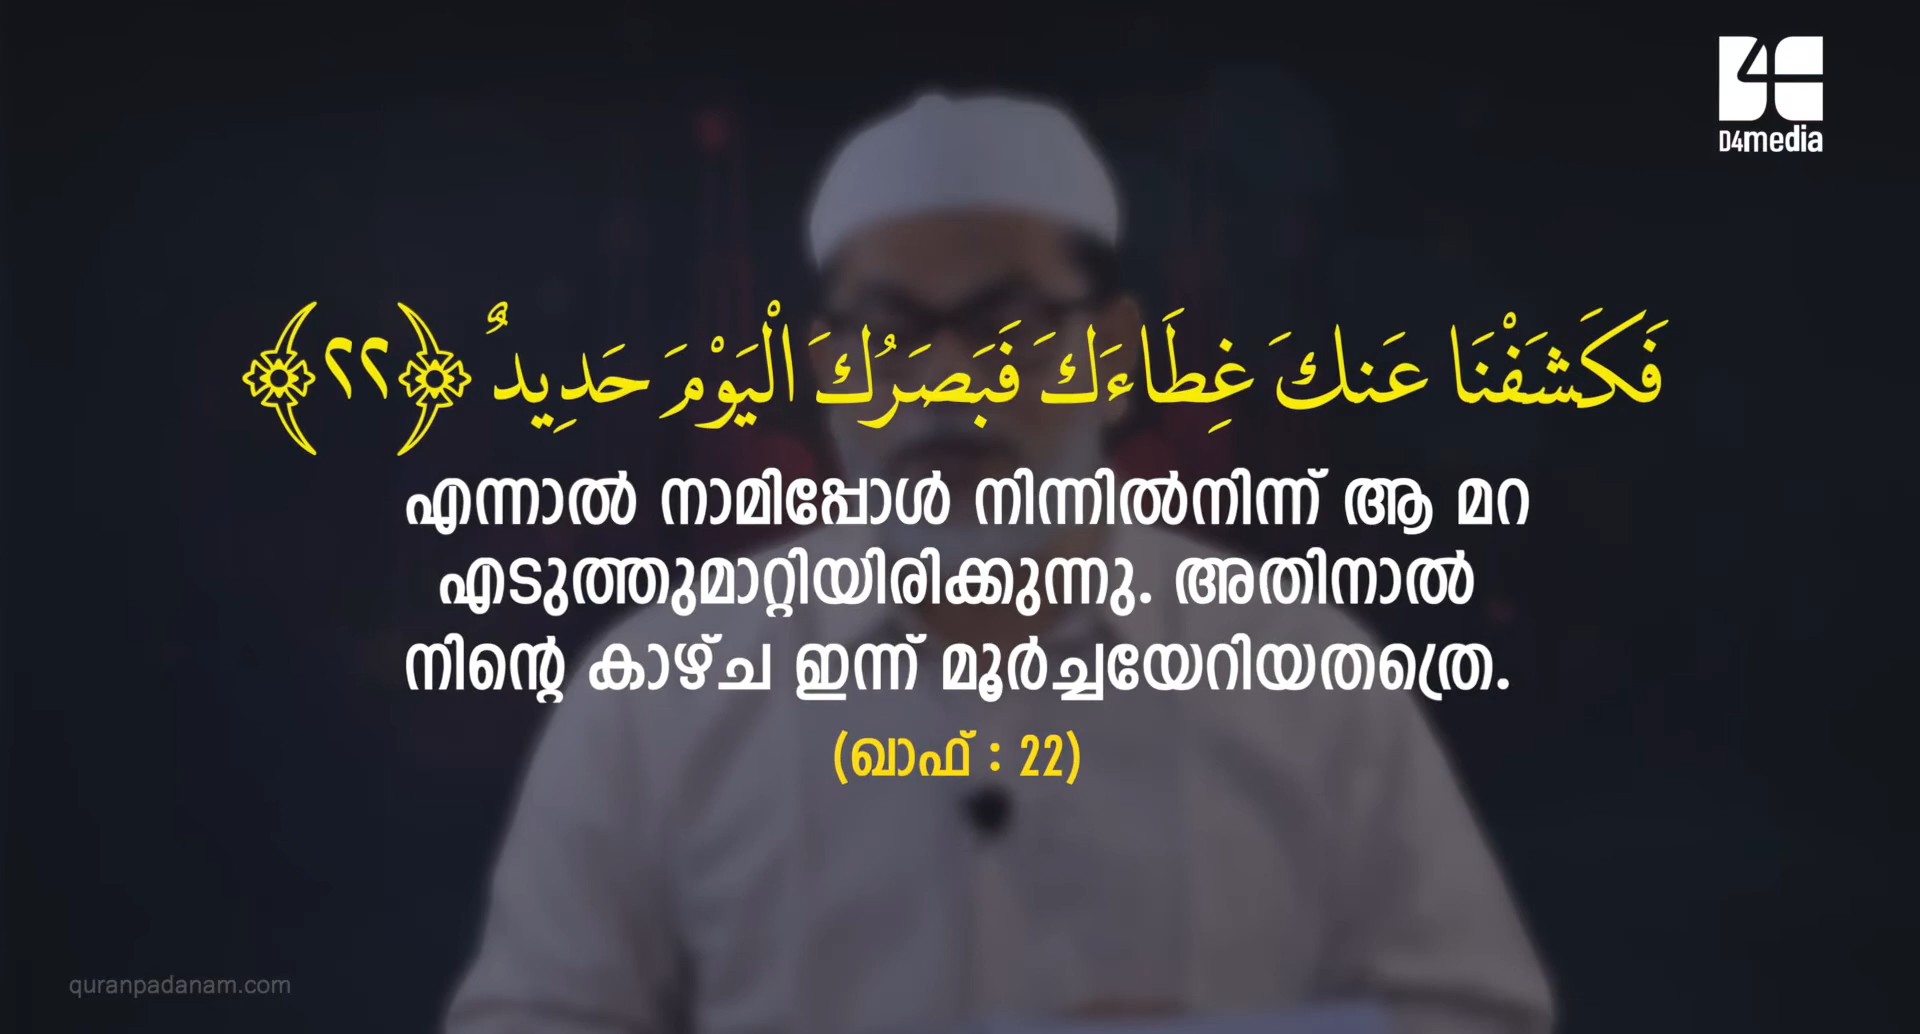 D4media
فَكَشَفْنَا عَنكَ غِطَاءَكَ فَبَصَرُكَ الْيَوْمَ حَدِيدٌ ﴿٢٢﴾
എന്നാൽ നാമിപ്പോൾ നിന്നിൽനിന്ന് ആ മറ
എടുത്തുമാറ്റിയിരിക്കുന്നു. അതിനാൽ
നിന്റെ കാഴ്ച ഇന്ന് മൂർച്ചയേറിയതത്രെ.
(ഖാഫ് : 22)
quranpadanam.com